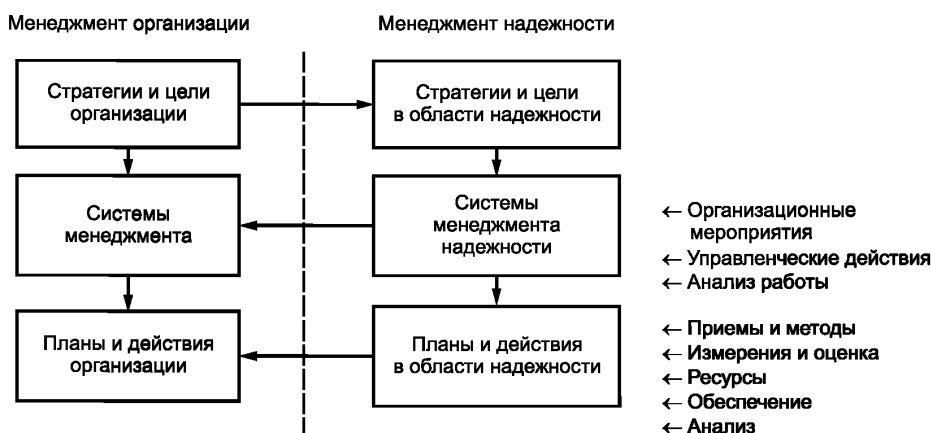 Менеджмент организации
Менеджмент надежности
Стратегии и цели
организации
Стратегии и цели
в области надежности
Системы
менеджмента
Системы
менеджмента
надежности
← Организационные
мероприятия
← Управленческие действия
← Анализ работы
Планы и действия
организации
Планы и действия
в области надежности
← Приемы и методы
← Измерения и оценка
← Ресурсы
← Обеспечение
← Анализ